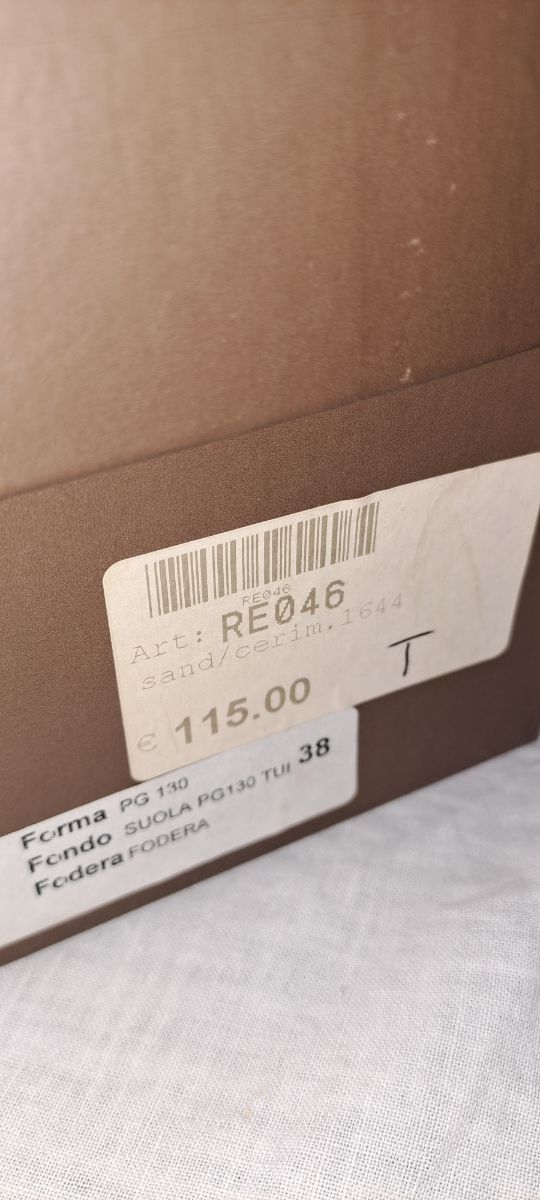 RE046
Art: RE046
sand/cerim.1644
€ 115.00
T
38
Forma PG 130
Fondo SUOLA PG130 TUI
Fodera FODERA